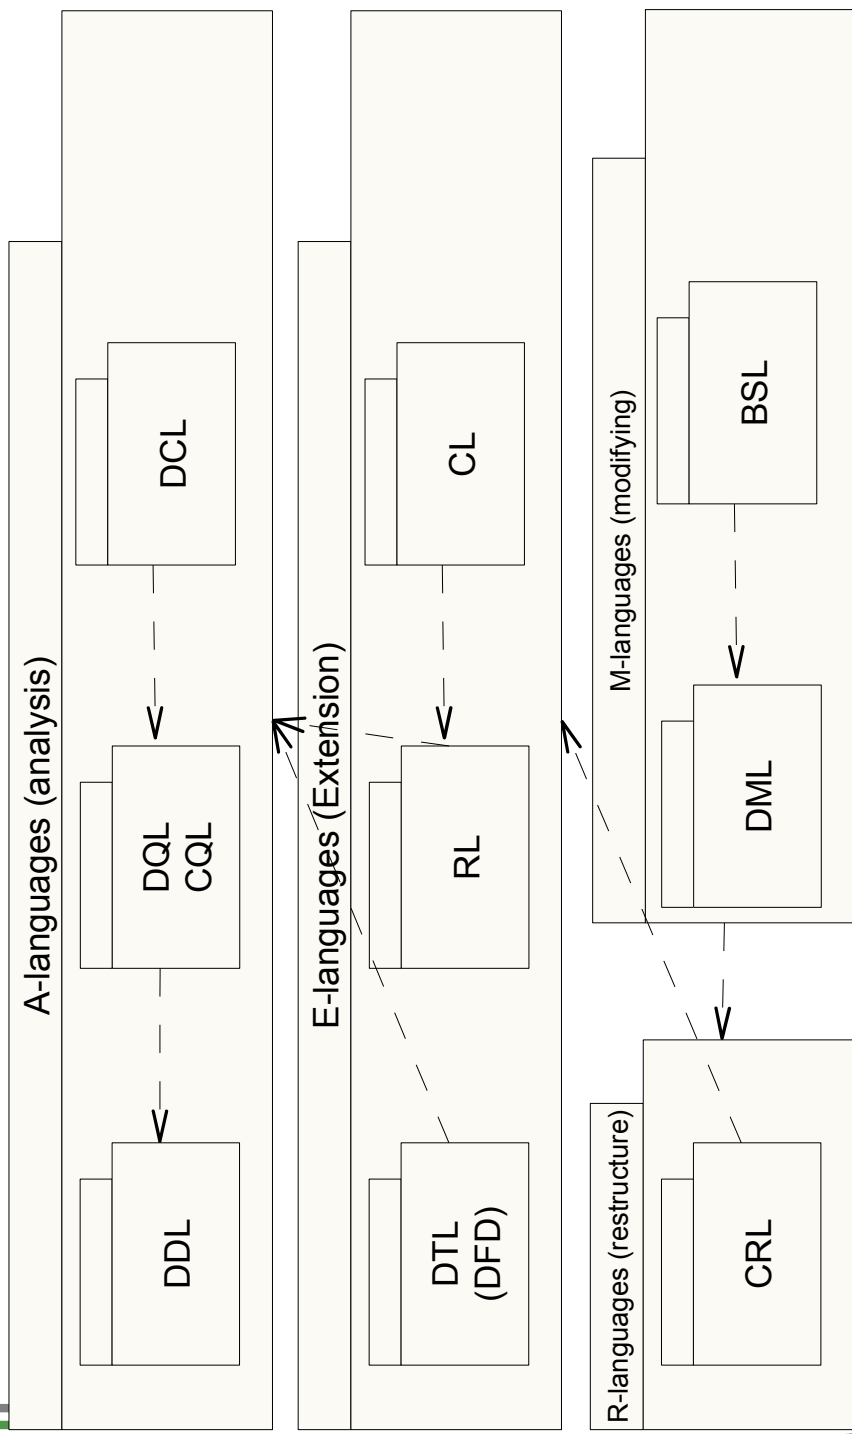 A-languages (analysis)
DDL
DQL
CQL
DCL
E-languages (Extension)
DTL
(DFD)
RL
CL
R-languages (restructure)
CRL
M-languages (modifying)
DML
BSL